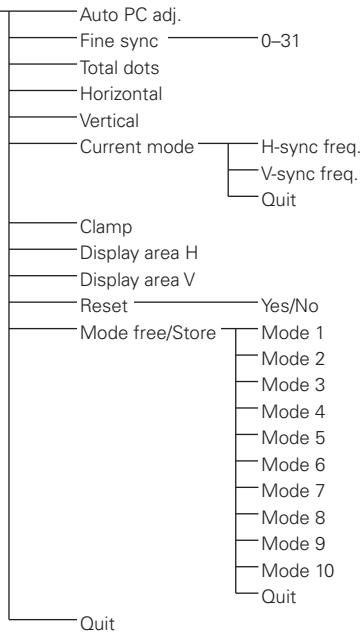 Auto PC adj.
Fine sync 0–31
Total dots
Horizontal
Vertical
Current mode H-sync freq.
V-sync freq.
Quit
Clamp
Display area H
Display area V
Reset Yes/No
Mode free/Store Mode 1
Mode 2
Mode 3
Mode 4
Mode 5
Mode 6
Mode 7
Mode 8
Mode 9
Mode 10
Quit
Quit